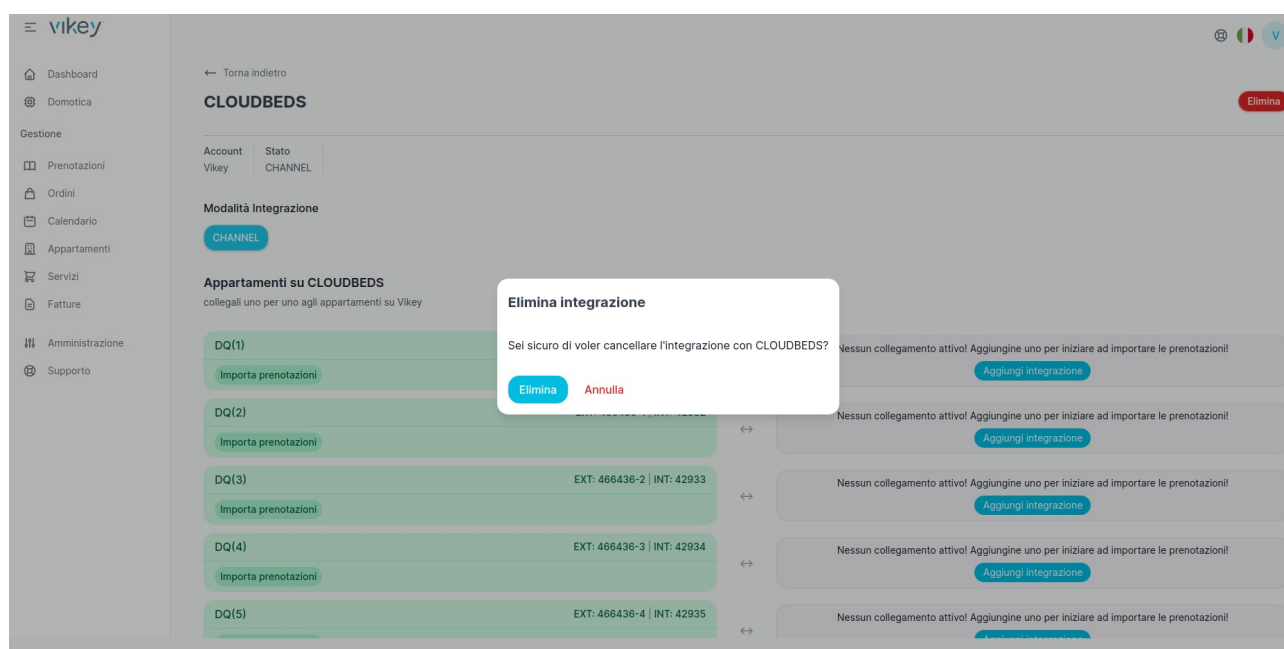 vikey
V
Dashboard
Domotica
Gestione
Prenotazioni
Ordini
Calendario
Appartamenti
Servizi
Fatture
Amministrazione
Supporto
← Torna indietro
CLOUDBEDS
Elimina
Account Stato
Vikey CHANNEL
Modalità Integrazione
CHANNEL
Appartamenti su CLOUDBEDS
collegali uno per uno agli appartamenti su Vikey
Elimina integrazione
Sei sicuro di voler cancellare l'integrazione con CLOUDBEDS?
Elimina Annulla
DQ(1)
Importa prenotazioni
Nessun collegamento attivo! Aggiungine uno per iniziare ad importare le prenotazioni!
Aggiungi integrazione
DQ(2)
Importa prenotazioni
Nessun collegamento attivo! Aggiungine uno per iniziare ad importare le prenotazioni!
Aggiungi integrazione
DQ(3) EXT: 466436-2 | INT: 42933
Importa prenotazioni
Nessun collegamento attivo! Aggiungine uno per iniziare ad importare le prenotazioni!
Aggiungi integrazione
DQ(4) EXT: 466436-3 | INT: 42934
Importa prenotazioni
Nessun collegamento attivo! Aggiungine uno per iniziare ad importare le prenotazioni!
Aggiungi integrazione
DQ(5) EXT: 466436-4 | INT: 42935
Nessun collegamento attivo! Aggiungine uno per iniziare ad importare le prenotazioni!